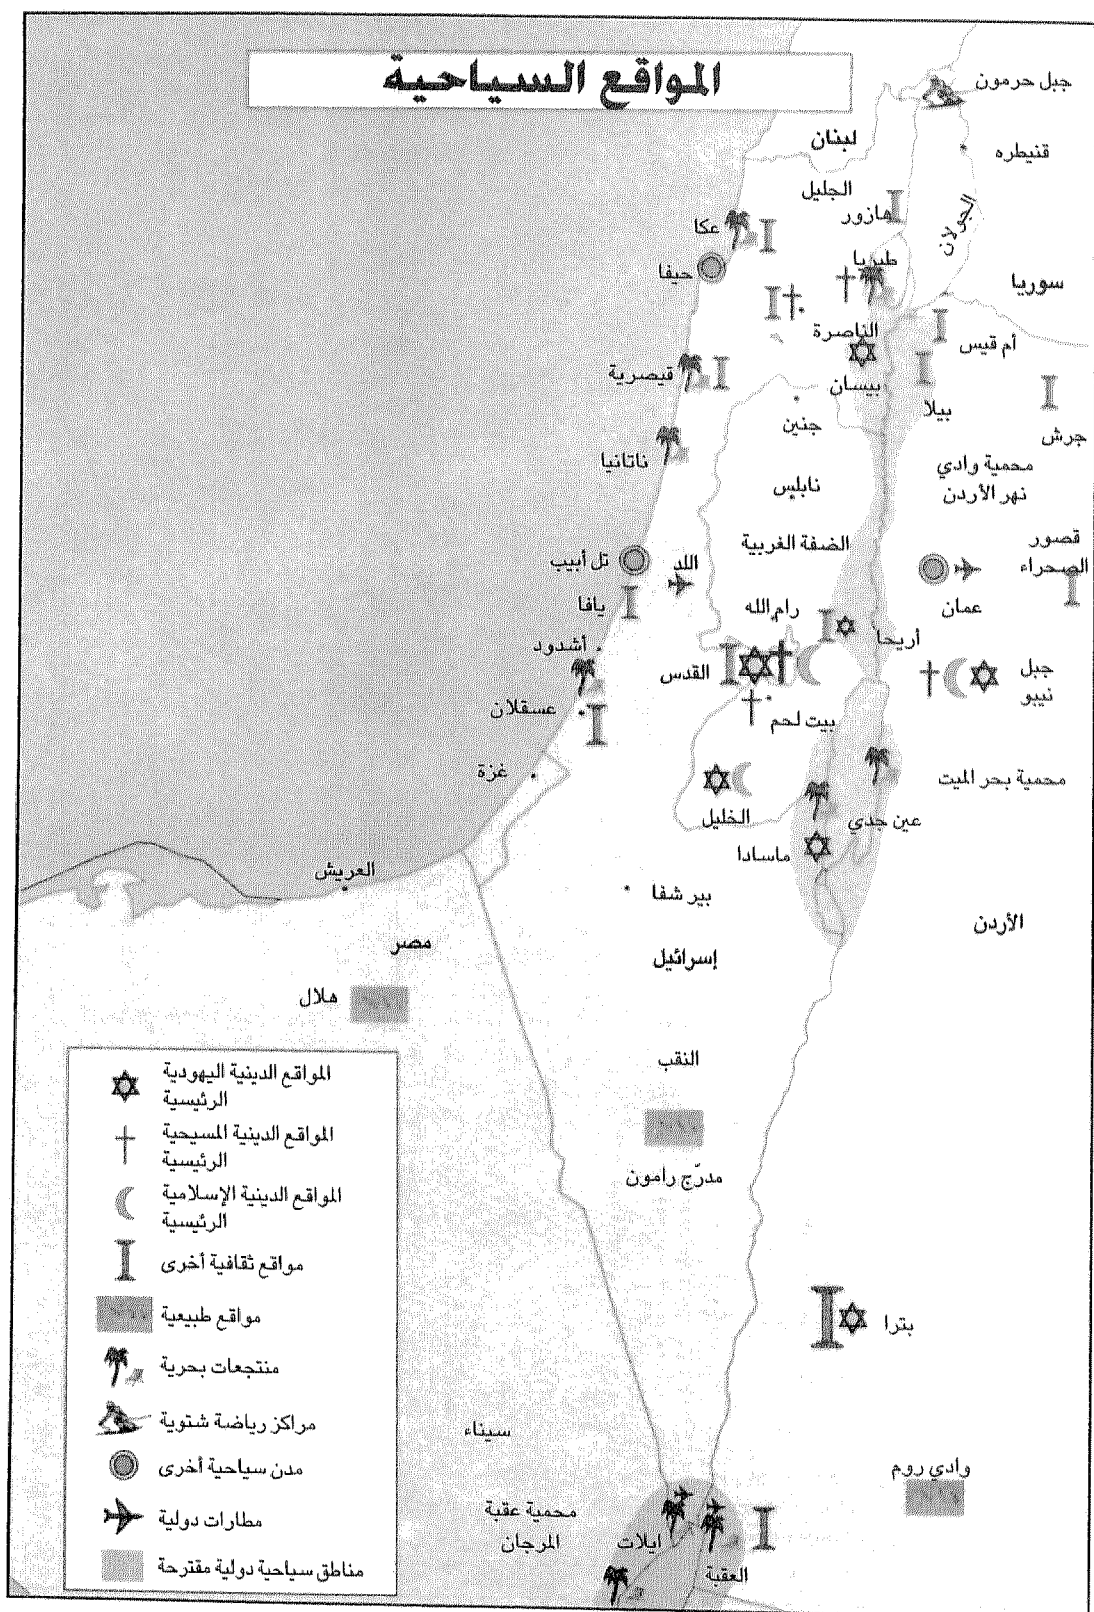 المواقع السياحية
جبل حرمون
لبنان
قنيطره
الجليل
هازور
الجولان
عكا
طبريا
حيفا
سوريا
الناصرة
أم قيس
قيصرية
بيسان
بيلا
جنين
جرش
ناتانيا
محمية وادي
نهر الأردن
نابلس
الضفة الغربية
قصور
الصحراء
تل أبيب
اللد
عمان
يافا
رام الله
أريحا
أشدود
القدس
جبل
نيبو
عسقلان
بيت لحم
غزة
محمية بحر الميت
الخليل
عين جدي
ماسادا
العريش
بير شفا
الأردن
مصر
إسرائيل
هلال
النقب
مدرّج رامون
بترا
سيناء
وادي روم
محمية عقبة
المرجان
ايلات
العقبة
المواقع الدينية اليهودية
الرئيسية
المواقع الدينية المسيحية
الرئيسية
المواقع الدينية الإسلامية
الرئيسية
مواقع ثقافية أخرى
مواقع طبيعية
منتجعات بحرية
مراكز رياضة شتوية
مدن سياحية أخرى
مطارات دولية
مناطق سياحية دولية مقترحة